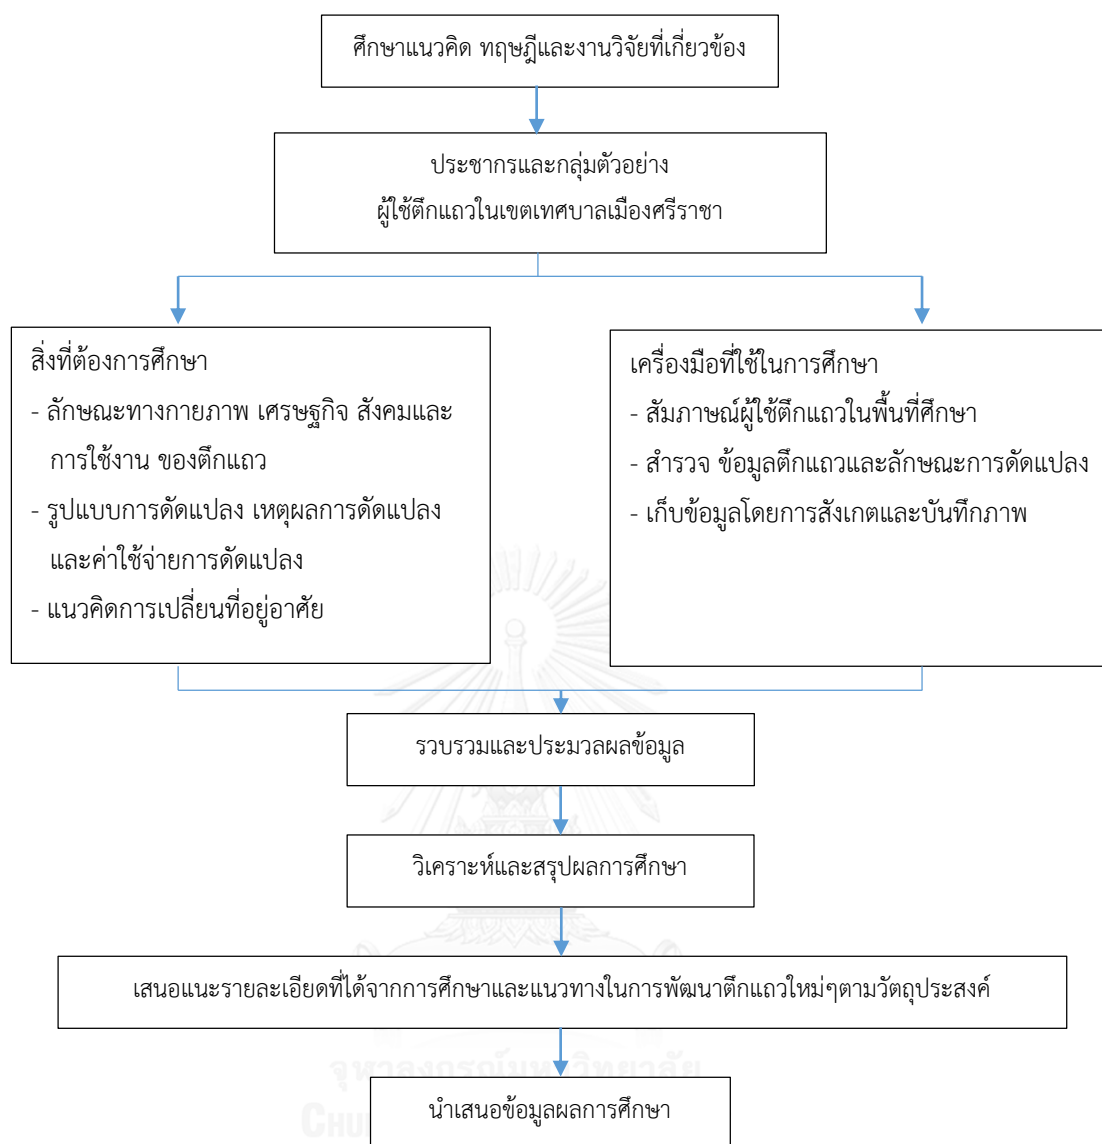 ศึกษาแนวคิด ทฤษฎีและงานวิจัยที่เกี่ยวข้อง
ประชากรและกลุ่มตัวอย่าง
ผู้ใช้ตึกแถวในเขตเทศบาลเมืองศรีราชา
สิ่งที่ต้องการศึกษา
- ลักษณะทางกายภาพ เศรษฐกิจ สังคมและ
การใช้งาน ของตึกแถว
- รูปแบบการดัดแปลง เหตุผลการดัดแปลง
และค่าใช้จ่ายการดัดแปลง
- แนวคิดการเปลี่ยนที่อยู่อาศัย
เครื่องมือที่ใช้ในการศึกษา
- สัมภาษณ์ผู้ใช้ตึกแถวในพื้นที่ศึกษา
- สำรวจ ข้อมูลตึกแถวและลักษณะการดัดแปลง
- เก็บข้อมูลโดยการสังเกตและบันทึกภาพ
รวบรวมและประมวลผลข้อมูล
วิเคราะห์และสรุปผลการศึกษา
เสนอแนะรายละเอียดที่ได้จากการศึกษาและแนวทางในการพัฒนาตึกแถวใหม่ๆตามวัตถุประสงค์
จุฬาลงกรณ์มหาวิทยาลัย
นำเสนอข้อมูลผลการศึกษา